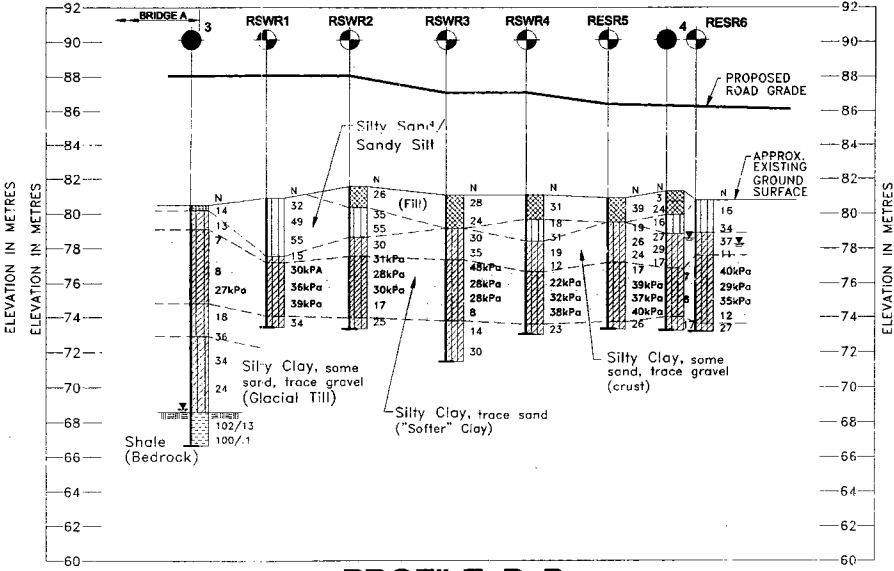 BRIDGE A
3
RSWR1
RSWR2
RSWR3
RSWR4
RESR5
4
RESR6
92
90
88
86
84
82
80
78
76
74
72
70
68
66
64
62
60
ELEVATION IN METRES
ELEVATION IN METRES
PROPOSED
ROAD GRADE
Silty Sand/
Sandy Silt
APPROX.
EXISTING
GROUND
SURFACE
(Fill)
N
14
13
7
8
27kPa
18
36
34
24
102/13
100/.1
N
32
49
55
15
30kPA
36kPa
39kPa
34
N
26
35
55
30
31kPa
28kPa
30kPa
17
25
N
28
24
30
35
48kPa
28kPa
28kPa
8
14
30
N
31
18
31
19
12
22kPa
32kPa
38kPa
23
N
39
19
26
24
17
39kPa
37kPa
40kPa
26
N
3
24
16
27
29
17
7
8
N
16
34
37
11
40kPa
29kPa
35kPa
12
27
Silty Clay, some
sand, trace gravel
(Glacial Till)
Silty Clay, trace sand
("Softer" Clay)
Silty Clay, some
sand, trace gravel
(crust)
Shale
(Bedrock)
92
90
88
86
84
82
80
78
76
74
72
70
68
66
64
62
60
ELEVATION IN METRES